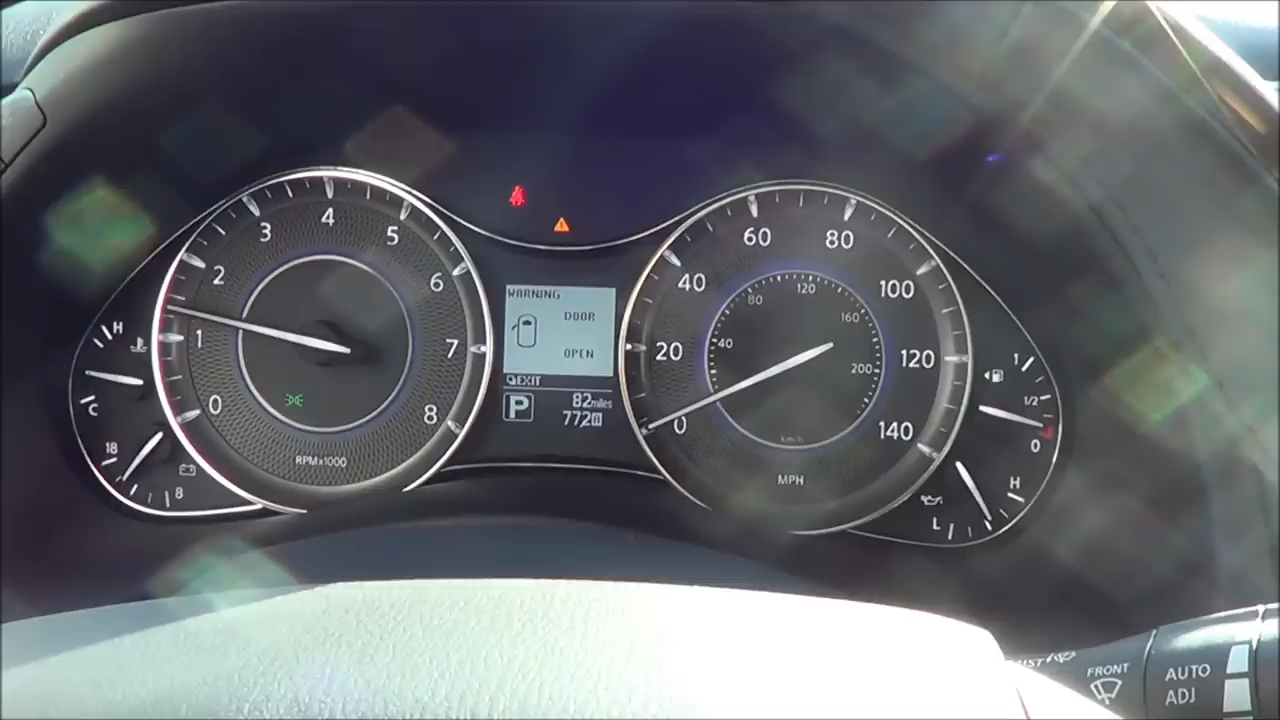 0
1
2
3
4
5
6
7
8
RPMx1000
H
C
18
8
WARNING
DOOR
OPEN
EXIT
P
82miles
0
20
40
60
80
100
120
140
40
80
120
160
200
km/h
MPH
1
1/2
0
H
L
FRONT
AUTO
ADJ